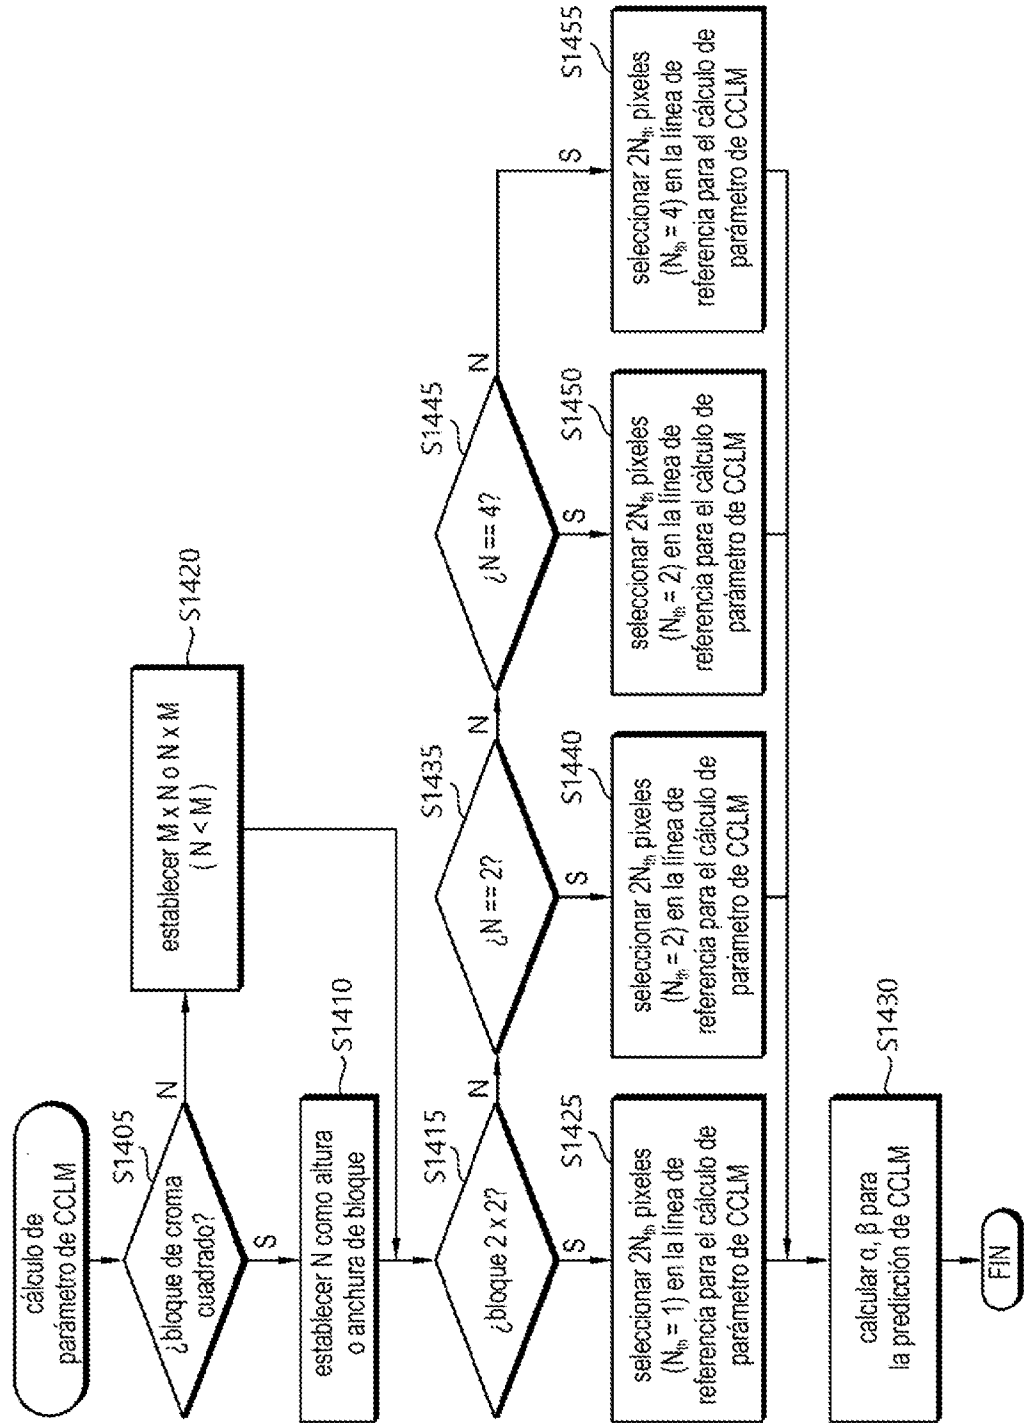 cálculo de
parámetro de CCLM
S1405
¿bloque de croma
cuadrado?
N
S
S1420
establecer M x N o N x M
( N < M )
S1410
establecer N como altura
o anchura de bloque
S1415
¿bloque 2 x 2?
N
S
S1435
¿N == 2?
N
S
S1445
¿N == 4?
N
S
S
S1425
seleccionar 2Nth píxeles
(Nth = 1) en la línea de
referencia para el cálculo de
parámetro de CCLM
S1440
seleccionar 2Nth píxeles
(Nth = 2) en la línea de
referencia para el cálculo de
parámetro de CCLM
S1450
seleccionar 2Nth píxeles
(Nth = 2) en la línea de
referencia para el cálculo de
parámetro de CCLM
S1455
seleccionar 2Nth píxeles
(Nth = 4) en la línea de
referencia para el cálculo de
parámetro de CCLM
S1430
calcular α, β para
la predicción de CCLM
FIN